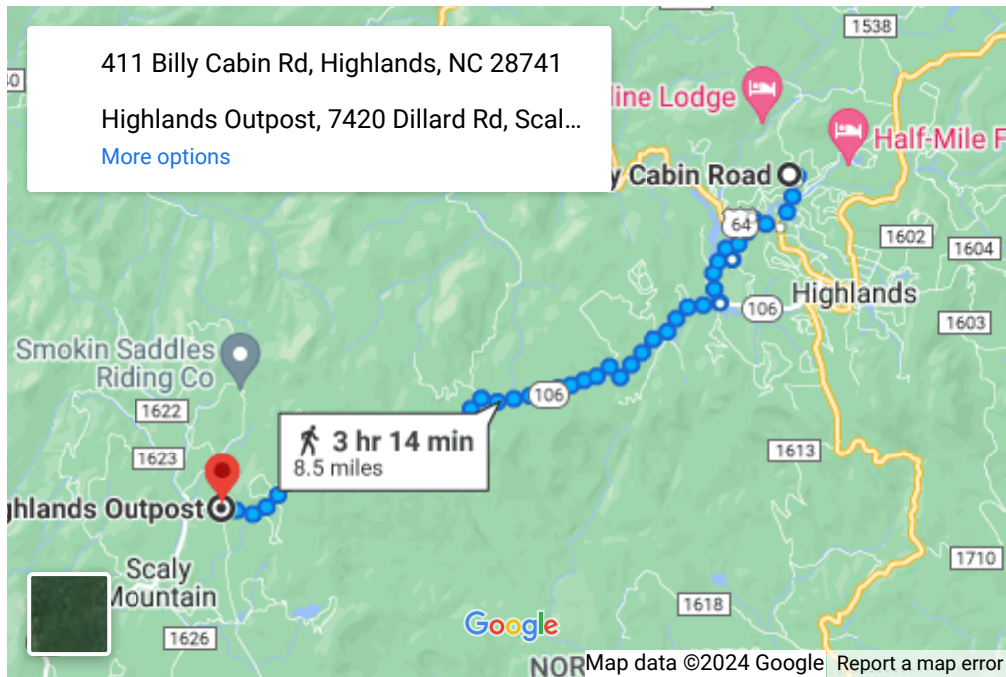 411 Billy Cabin Rd, Highlands, NC 28741
Highlands Outpost, 7420 Dillard Rd, Scal...
More options
1538
line Lodge
Half-Mile F
y Cabin Road
64
1602
1604
Highlands
106
1603
Smokin Saddles
Riding Co
106
1622
3 hr 14 min
8.5 miles
1623
1613
ghlands Outpost
Scaly
Mountain
1710
1618
1626
Google
NOR
Map data ©2024 Google
Report a map error